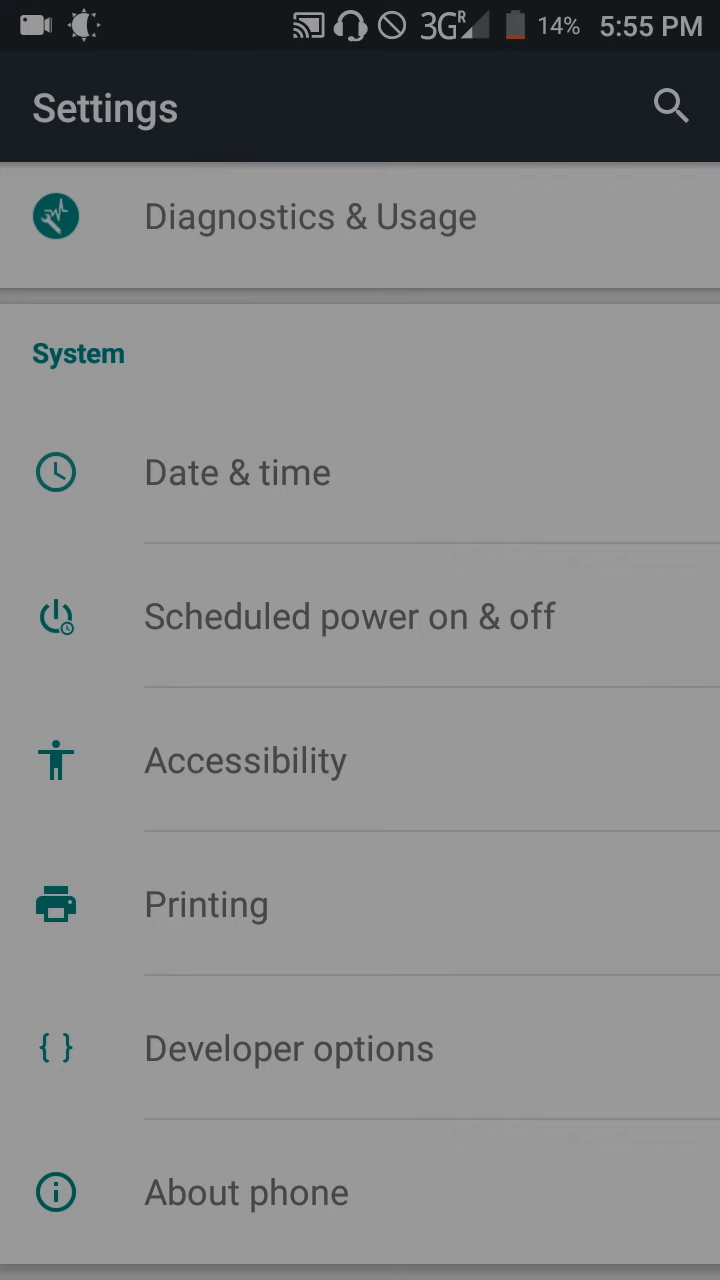 3G R 14% 5:55 PM
Settings
Diagnostics & Usage
System
Date & time
Scheduled power on & off
Accessibility
Printing
{ } Developer options
About phone